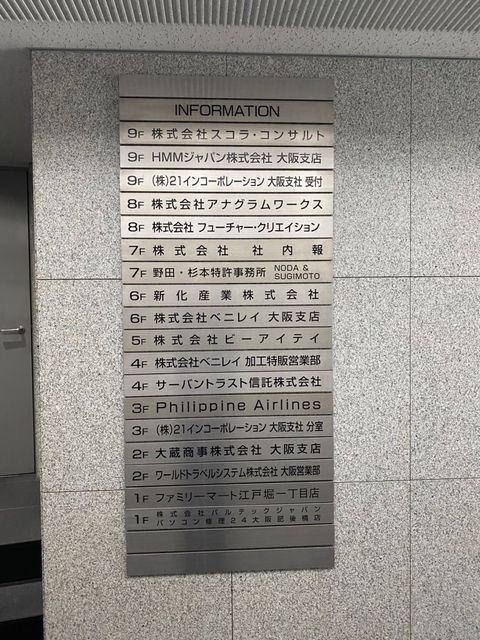 INFORMATION
9F 株式会社スコラ・コンサルト
9F HMMジャパン株式会社 大阪支店
9F (株)21インコーポレーション 大阪支社 受付
8F 株式会社アナグラムワークス
8F 株式会社 フューチャー・クリエイション
7F 株式会社 社内報
7F 野田・杉本特許事務所 NODA & SUGIMOTO
6F 新化産業株式会社
6F 株式会社ベニレイ 大阪支店
5F 株式会社ビーアイテイ
4F 株式会社ベニレイ 加工特販営業部
4F サーバントラスト信託株式会社
3F Philippine Airlines
3F (株)21インコーポレーション 大阪支社 分室
2F 大蔵商事株式会社 大阪支店
2F ワールドトラベルシステム株式会社 大阪営業部
1F ファミリーマート江戸堀一丁目店
1F 株式会社バルテックジャパン
パソコン修理24大阪肥後橋店